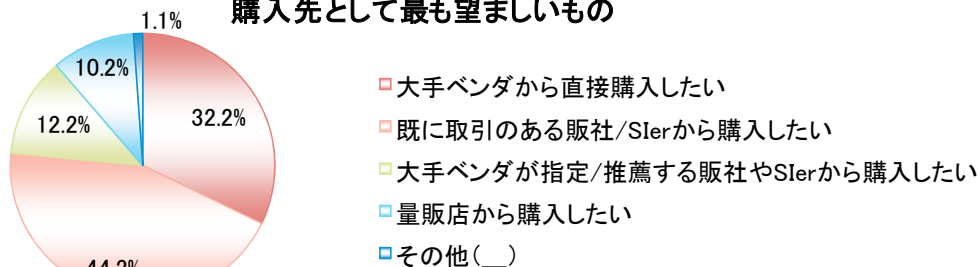 購入先として最も望ましいもの
1.1%
10.2%
12.2%
32.2%
44.2%
大手ベンダから直接購入したい
既に取引のある販社/SIerから購入したい
大手ベンダが指定/推薦する販社やSIerから購入したい
量販店から購入したい
その他(__)